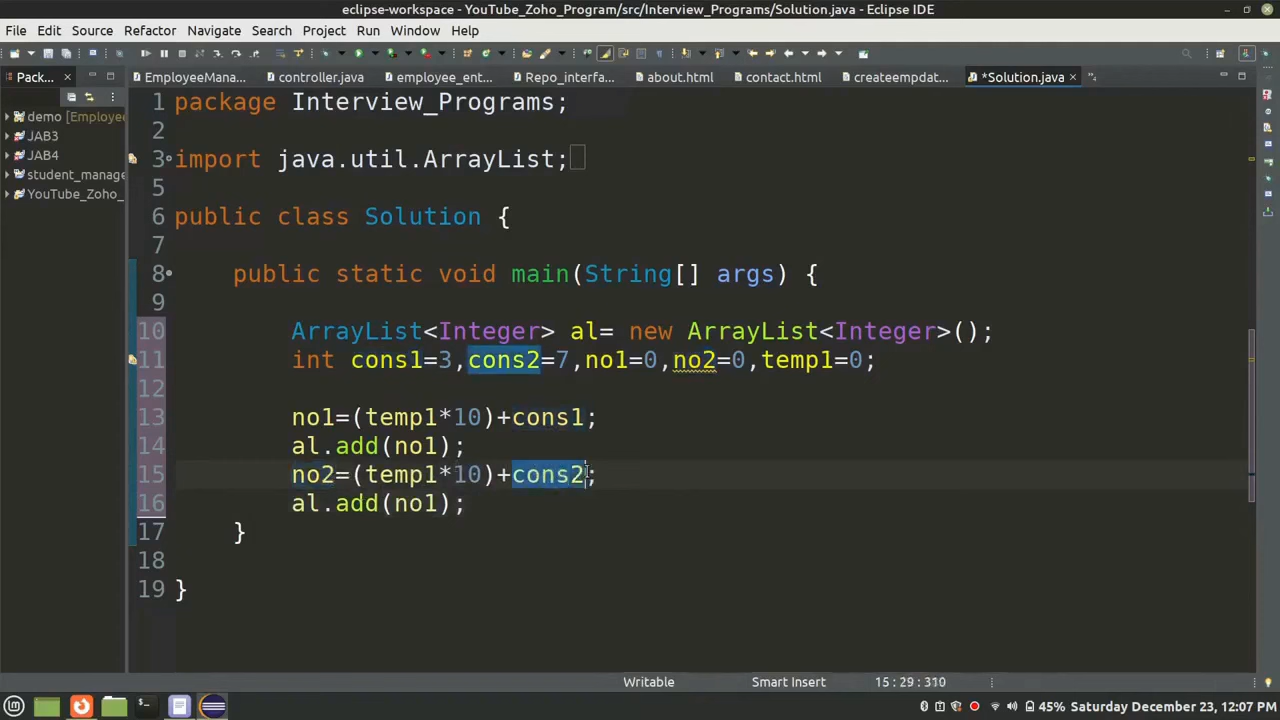 eclipse-workspace - YouTube_Zoho_Program/src/Interview_Programs/Solution.java - Eclipse IDE
File Edit Source Refactor Navigate Search Project Run Window Help
Pack... EmployeeMana... controller.java employee_ent... Repo_interfa... about.html contact.html createempdat... *Solution.java
demo [Employee
JAB3
JAB4
student_manage
YouTube_Zoho_
1 package Interview_Programs;
2
3 import java.util.ArrayList;
5
6 public class Solution {
7
8 public static void main(String[] args) {
9
10 ArrayList<Integer> al= new ArrayList<Integer>();
11 int cons1=3,cons2=7,no1=0,no2=0,temp1=0;
12
13 no1=(temp1*10)+cons1;
14 al.add(no1);
15 no2=(temp1*10)+cons2;
16 al.add(no1);
17 }
18
19 }
Writable Smart Insert 15 : 29 : 310
45% Saturday December 23, 12:07 PM